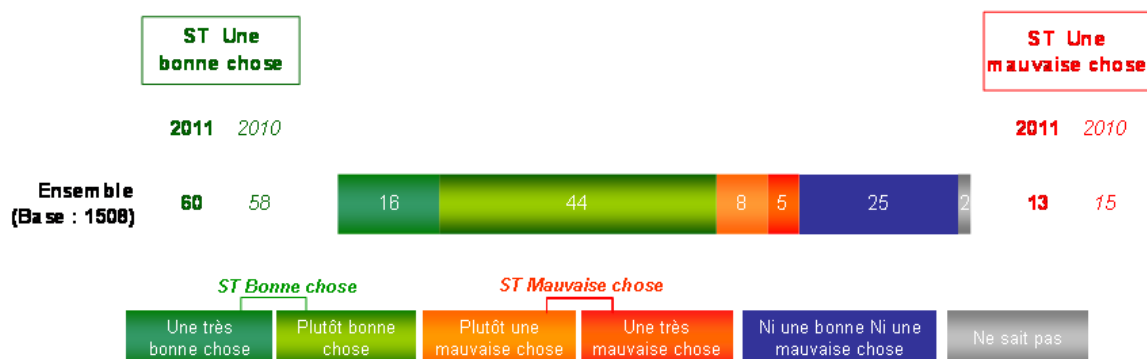 ST Une
bonne chose
ST Une
mauvaise chose
2011 2010
2011 2010
Ensemble
(Base : 1508)
60 58
16 44 8 5 25 2
13 15
ST Bonne chose
ST Mauvaise chose
Une très
bonne chose
Plutôt bonne
chose
Plutôt une
mauvaise chose
Une très
mauvaise chose
Ni une bonne Ni une
mauvaise chose
Ne sait pas